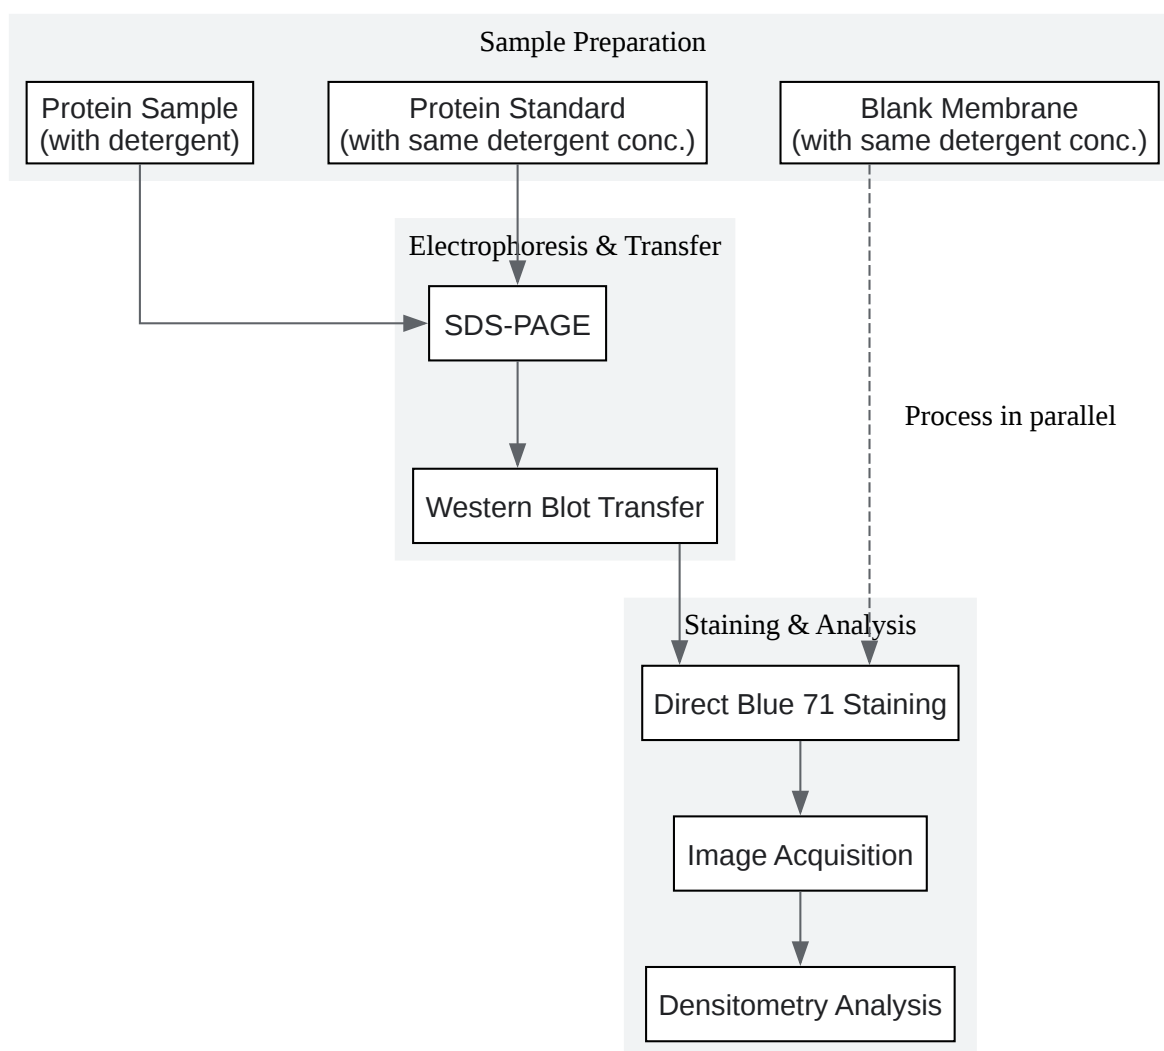 Sample Preparation
Protein Sample
(with detergent)
Protein Standard
(with same detergent conc.)
Blank Membrane
(with same detergent conc.)
Electrophoresis & Transfer
SDS-PAGE
Process in parallel
Western Blot Transfer
Staining & Analysis
Direct Blue 71 Staining
Image Acquisition
Densitometry Analysis